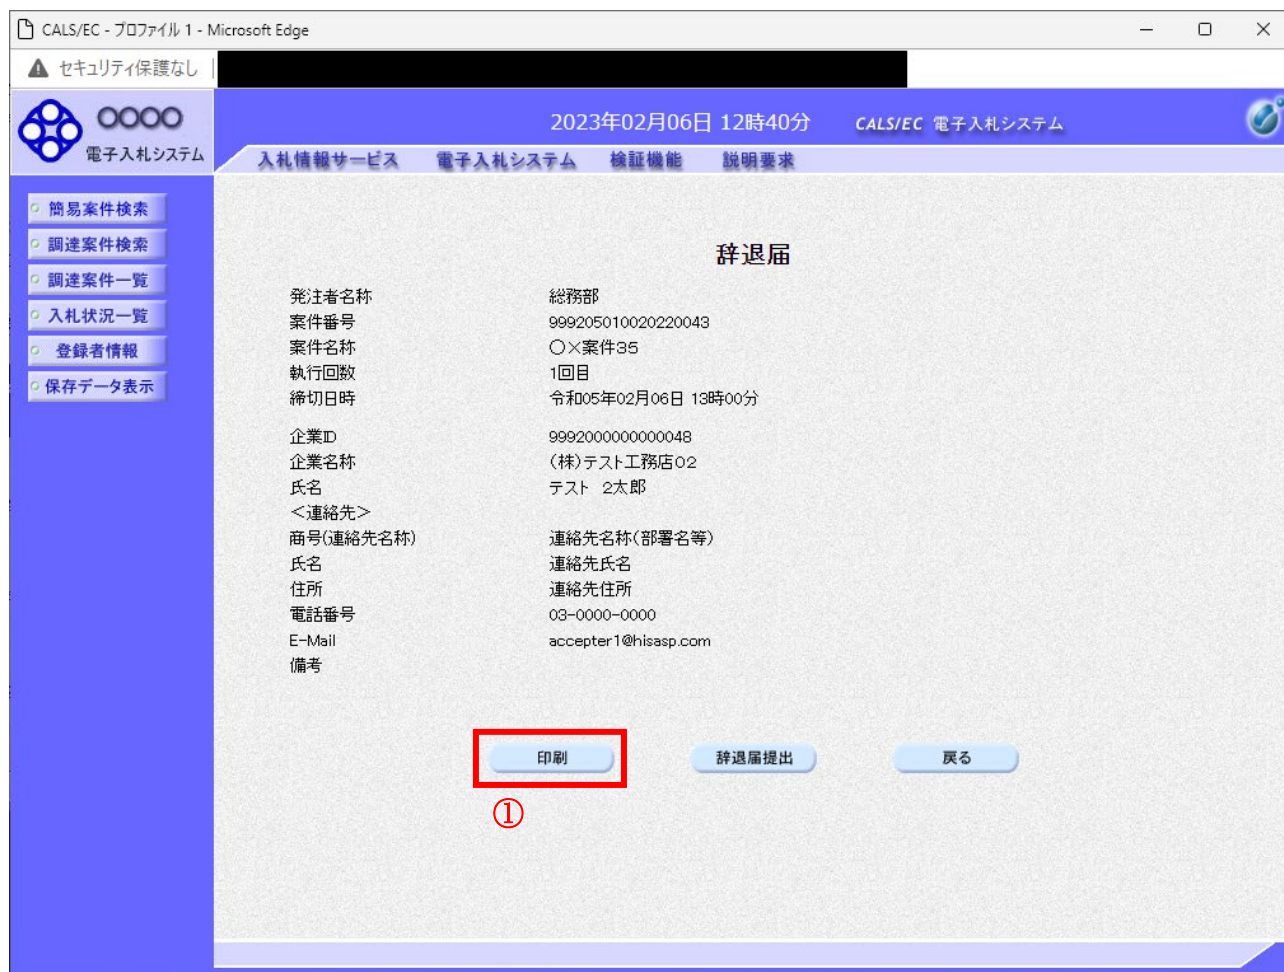 CALS/EC - プロファイル 1 - Microsoft Edge
セキュリティ保護なし
OOOO
電子入札システム
2023年02月06日 12時40分
CALS/EC 電子入札システム
入札情報サービス 電子入札システム 検証機能 説明要求
簡易案件検索
調達案件検索
調達案件一覧
入札状況一覧
登録者情報
保存データ表示
辞退届
発注者名称 総務部
案件番号 999205010020220043
案件名称 ○×案件35
執行回数 1回目
締切日時 令和05年02月06日 13時00分
企業ID 9992000000000048
企業名称 (株)テスト工務店02
氏名 テスト 2太郎
<連絡先>
商号(連絡先名称) 連絡先名称(部署名等)
氏名 連絡先氏名
住所 連絡先住所
電話番号 03-0000-0000
E-Mail accepter1@hisasp.com
備考
印刷 辞退届提出 戻る
①